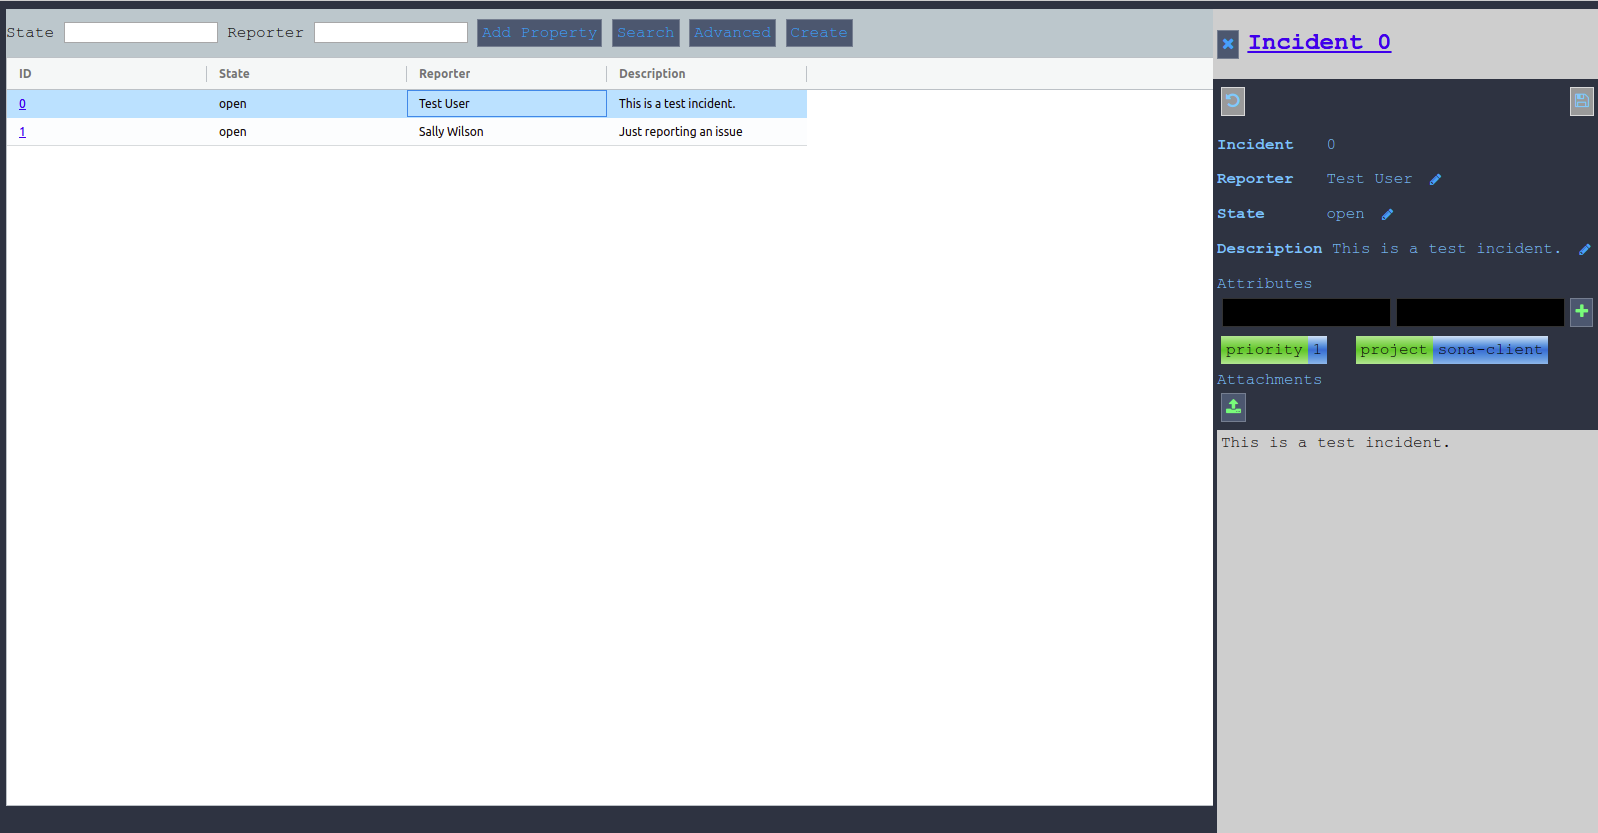 State Reporter Add Property Search Advanced Create
ID State Reporter Description
0 open Test User This is a test incident.
1 open Sally Wilson Just reporting an issue
Incident 0
Incident 0
Reporter Test User
State open
Description This is a test incident.
Attributes
priority 1 project sona-client
Attachments
This is a test incident.